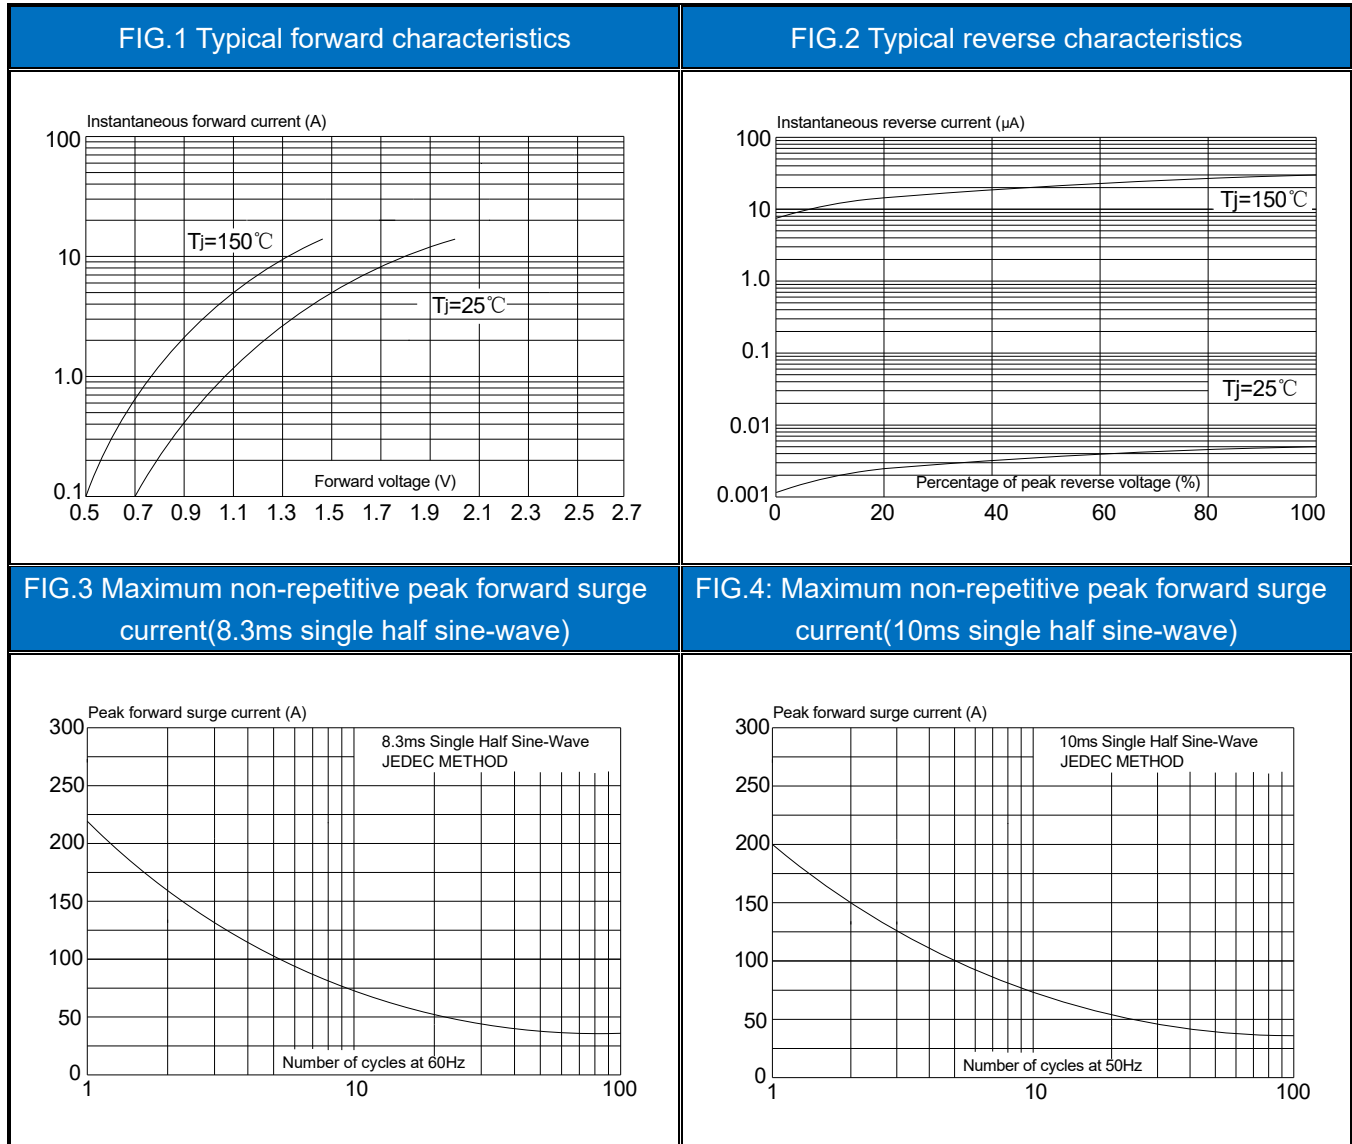 FIG.1 Typical forward characteristics
FIG.2 Typical reverse characteristics
Instantaneous forward current (A)
100
10
1.0
0.1
Tj=150℃
Tj=25℃
Forward voltage (V)
0.5 0.7 0.9 1.1 1.3 1.5 1.7 1.9 2.1 2.3 2.5 2.7
Instantaneous reverse current (μA)
100
10
1.0
0.1
0.01
0.001
Tj=150℃
Tj=25℃
Percentage of peak reverse voltage (%)
0 20 40 60 80 100
FIG.3 Maximum non-repetitive peak forward surge
current(8.3ms single half sine-wave)
FIG.4: Maximum non-repetitive peak forward surge
current(10ms single half sine-wave)
Peak forward surge current (A)
300
250
200
150
100
50
0
8.3ms Single Half Sine-Wave
JEDEC METHOD
Number of cycles at 60Hz
1 10 100
Peak forward surge current (A)
300
250
200
150
100
50
0
10ms Single Half Sine-Wave
JEDEC METHOD
Number of cycles at 50Hz
1 10 100